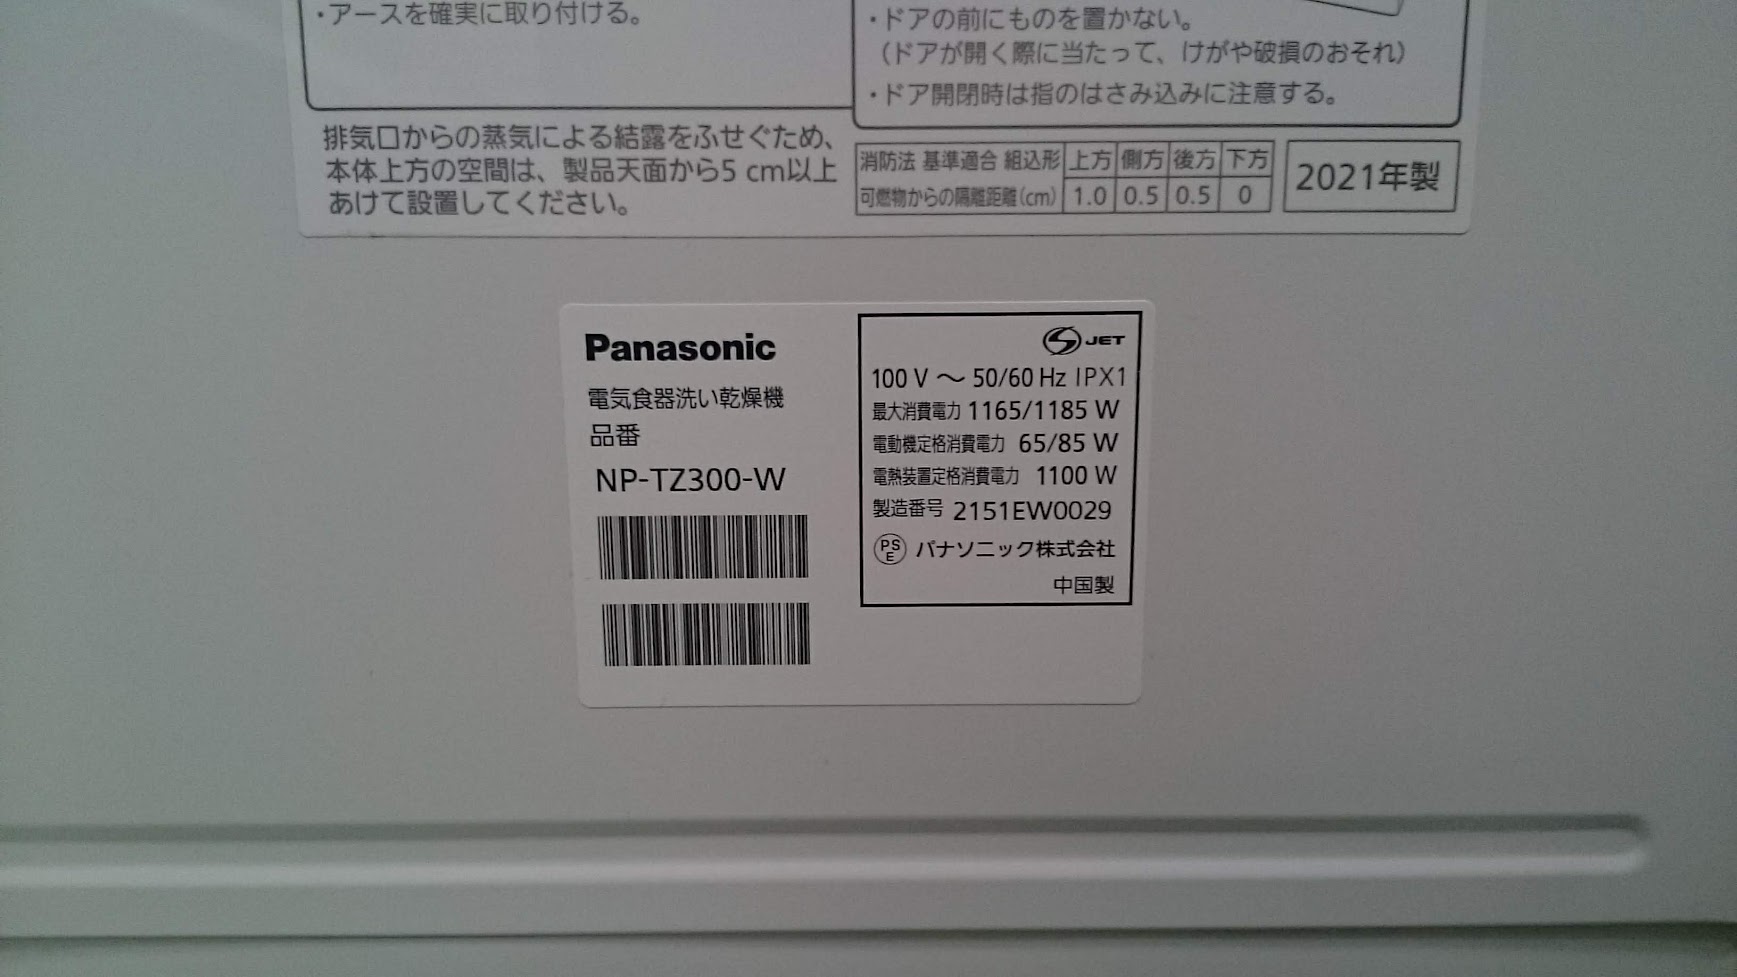 ・アースを確実に取り付ける。
・ドアの前にものを置かない。
（ドアが開く際に当たって、けがや破損のおそれ）
・ドア開閉時は指のはさみ込みに注意する。
排気口からの蒸気による結露をふせぐため、
本体上方の空間は、製品天面から5 cm以上
あけて設置してください。
消防法 基準適合 組込形 上方 側方 後方 下方
可燃物からの隔離距離(cm) 1.0 0.5 0.5 0
2021年製
Panasonic
電気食器洗い乾燥機
品番
NP-TZ300-W
JET
100 V ～ 50/60 Hz IPX1
最大消費電力 1165/1185 W
電動機定格消費電力 65/85 W
電熱装置定格消費電力 1100 W
製造番号 2151EW0029
PSE パナソニック株式会社
中国製